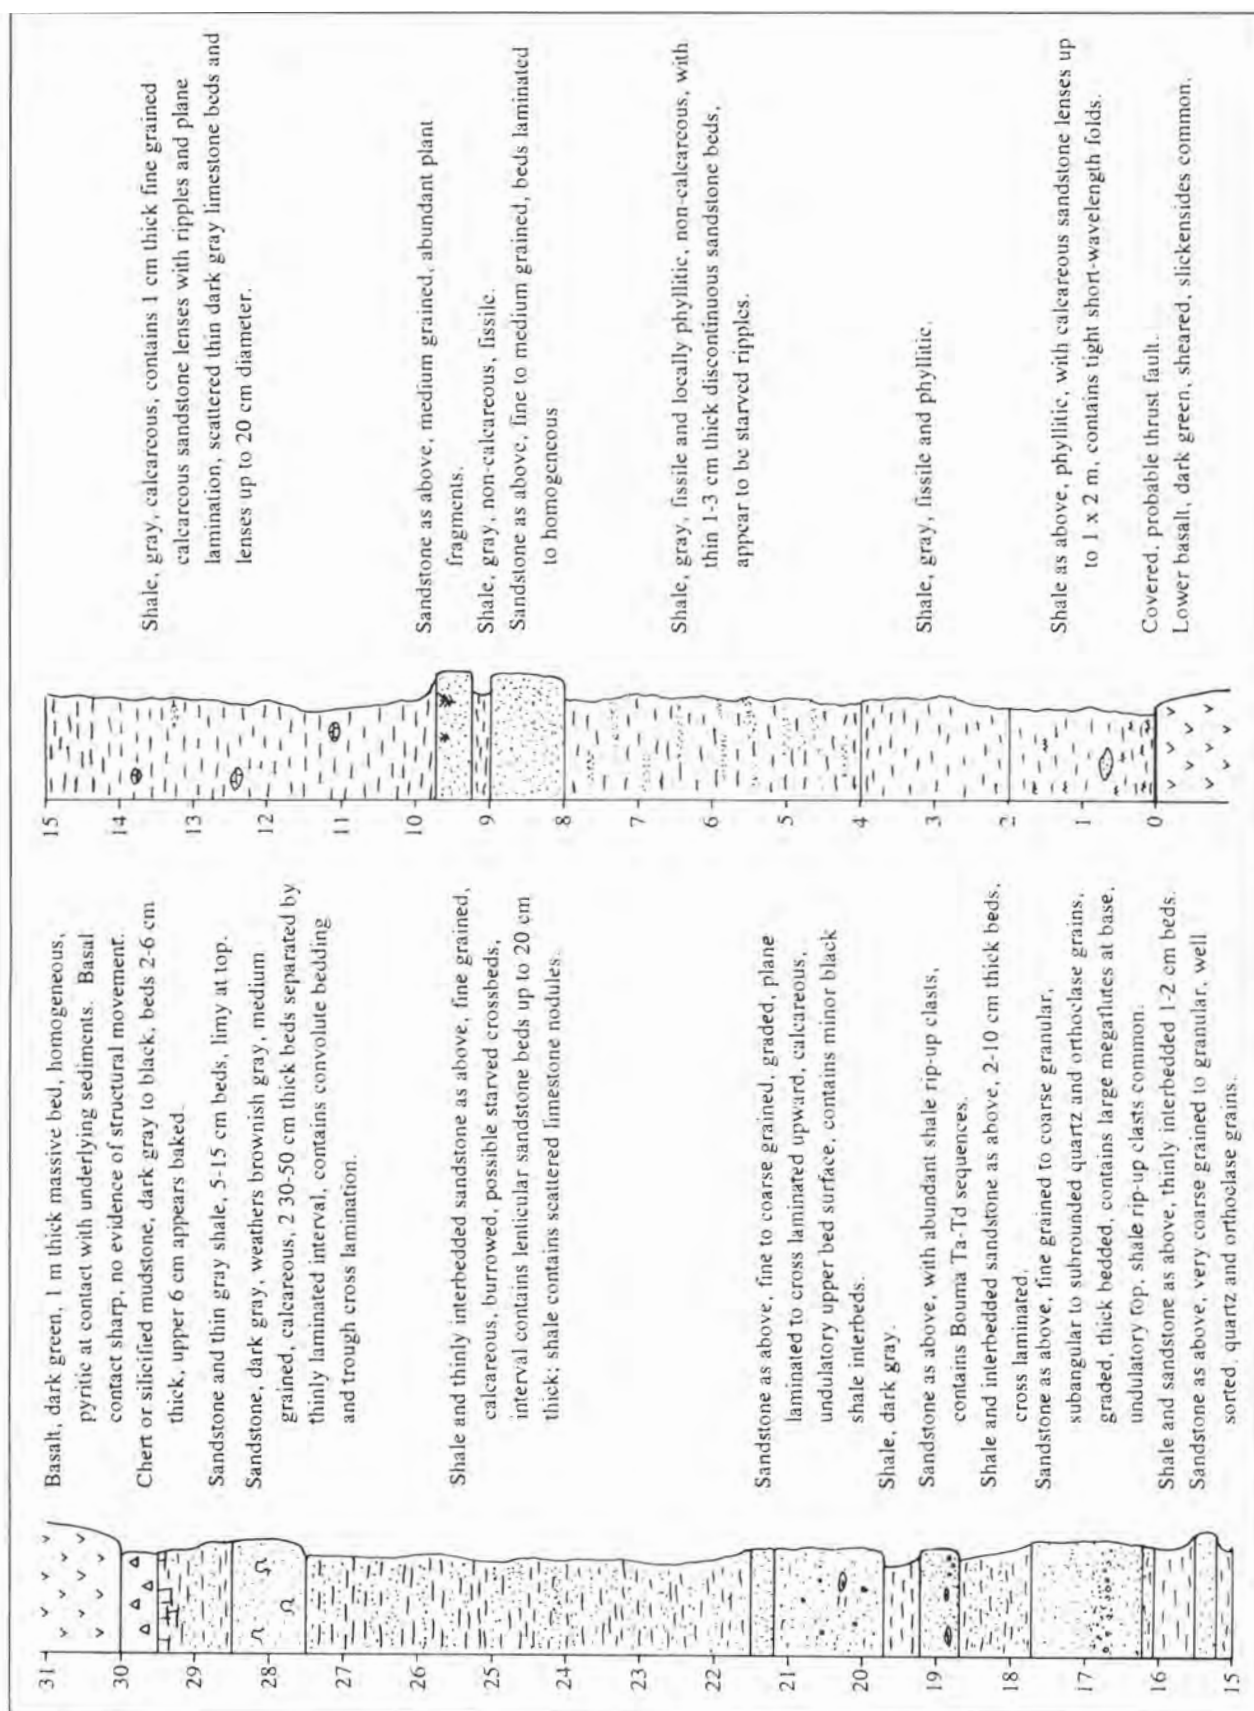 31
30
29
28
27
26
25
24
23
22
21
20
19
18
17
16
15
Basalt, dark green, 1 m thick massive bed, homogeneous,
pyritic at contact with underlying sediments. Basal
contact sharp, no evidence of structural movement.
Chert or silicified mudstone, dark gray to black, beds 2-6 cm
thick, upper 6 cm appears baked.
Sandstone and thin gray shale, 5-15 cm beds, limy at top.
Sandstone, dark gray, weathers brownish gray, medium
grained, calcareous, 2 30-50 cm thick beds separated by
thinly laminated interval, contains convolute bedding
and trough cross lamination.
Shale and thinly interbedded sandstone as above, fine grained,
calcareous, burrowed, possible starved crossbeds,
interval contains lenticular sandstone beds up to 20 cm
thick; shale contains scattered limestone nodules.
Sandstone as above, fine to coarse grained, graded, plane
laminated to cross laminated upward, calcareous,
undulatory upper bed surface, contains minor black
shale interbeds.
Shale, dark gray.
Sandstone as above, with abundant shale rip-up clasts,
contains Bouma Ta-Td sequences.
Shale and interbedded sandstone as above, 2-10 cm thick beds,
cross laminated.
Sandstone as above, fine grained to coarse granular,
subangular to subrounded quartz and orthoclase grains,
graded, thick bedded, contains large megaflutes at base,
undulatory top, shale rip-up clasts common.
Shale and sandstone as above, thinly interbedded 1-2 cm beds.
Sandstone as above, very coarse grained to granular, well
sorted, quartz and orthoclase grains.
15
14
13
12
11
10
9
8
7
6
5
4
3
2
1
0
Shale, gray, calcareous, contains 1 cm thick fine grained
calcareous sandstone lenses with ripples and plane
lamination, scattered thin dark gray limestone beds and
lenses up to 20 cm diameter.
Sandstone as above, medium grained, abundant plant
fragments.
Shale, gray, non-calcareous, fissile.
Sandstone as above, fine to medium grained, beds laminated
to homogeneous
Shale, gray, fissile and locally phyllitic, non-calcareous, with
thin 1-3 cm thick discontinuous sandstone beds,
appear to be starved ripples.
Shale, gray, fissile and phyllitic.
Shale as above, phyllitic, with calcareous sandstone lenses up
to 1 x 2 m, contains tight short-wavelength folds.
Covered, probable thrust fault.
Lower basalt, dark green, sheared, slickensides common.